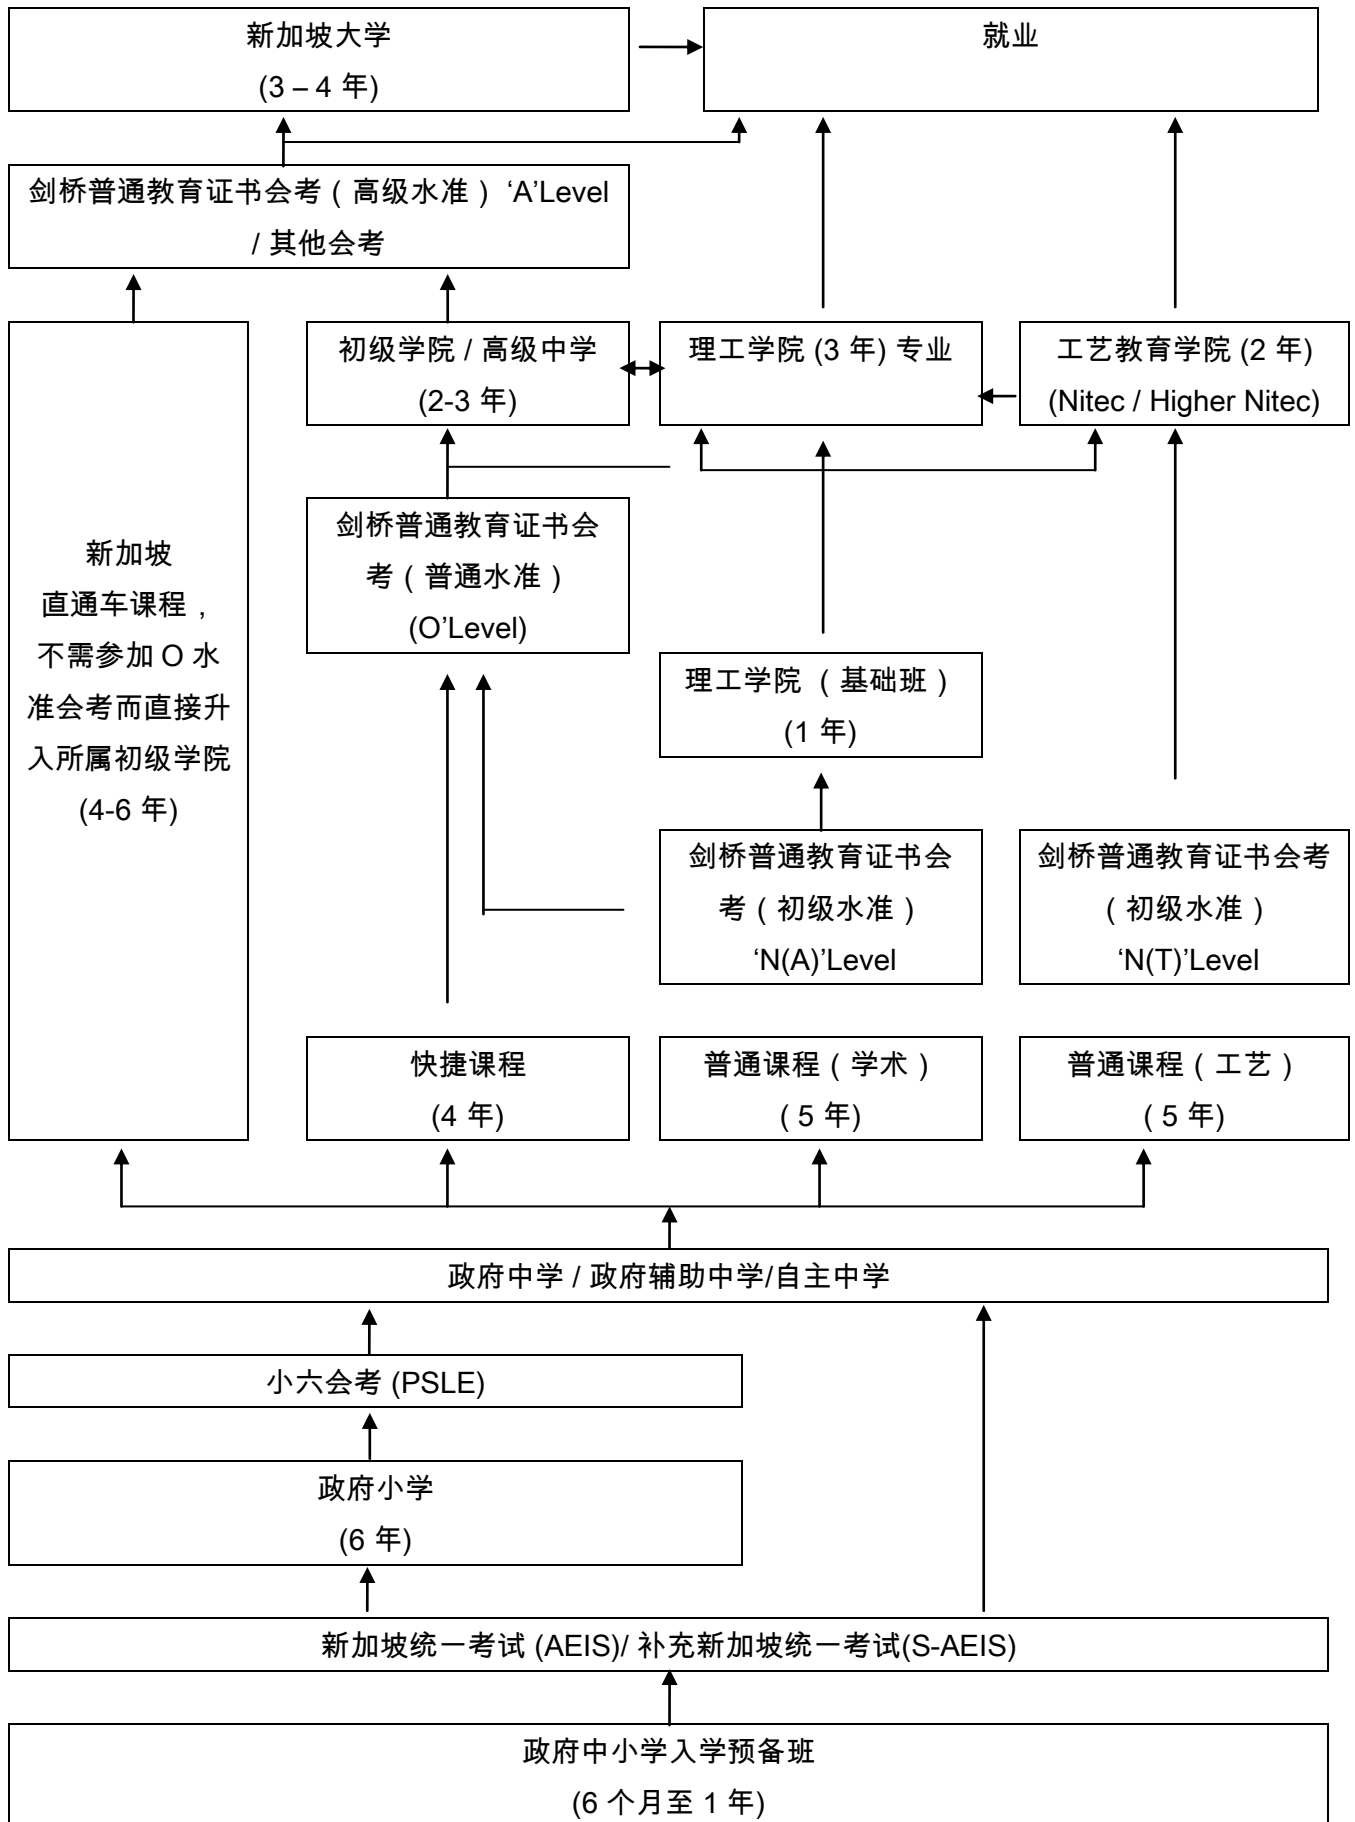 新加坡大学
(3 – 4 年)
就业
剑桥普通教育证书会考（高级水准） ‘A’Level
/ 其他会考
初级学院 / 高级中学
(2-3 年)
理工学院 (3 年) 专业
工艺教育学院 (2 年)
(Nitec / Higher Nitec)
新加坡
直通车课程，
不需参加 O 水
准会考而直接升
入所属初级学院
(4-6 年)
剑桥普通教育证书会
考（普通水准）
(O’Level)
理工学院 （基础班）
(1 年)
剑桥普通教育证书会
考（初级水准）
‘N(A)’Level
剑桥普通教育证书会考
（初级水准）
‘N(T)’Level
快捷课程
(4 年)
普通课程（学术）
( 5 年)
普通课程（工艺）
( 5 年)
政府中学 / 政府辅助中学/自主中学
小六会考 (PSLE)
政府小学
(6 年)
新加坡统一考试 (AEIS)/ 补充新加坡统一考试(S-AEIS)
政府中小学入学预备班
(6 个月至 1 年)